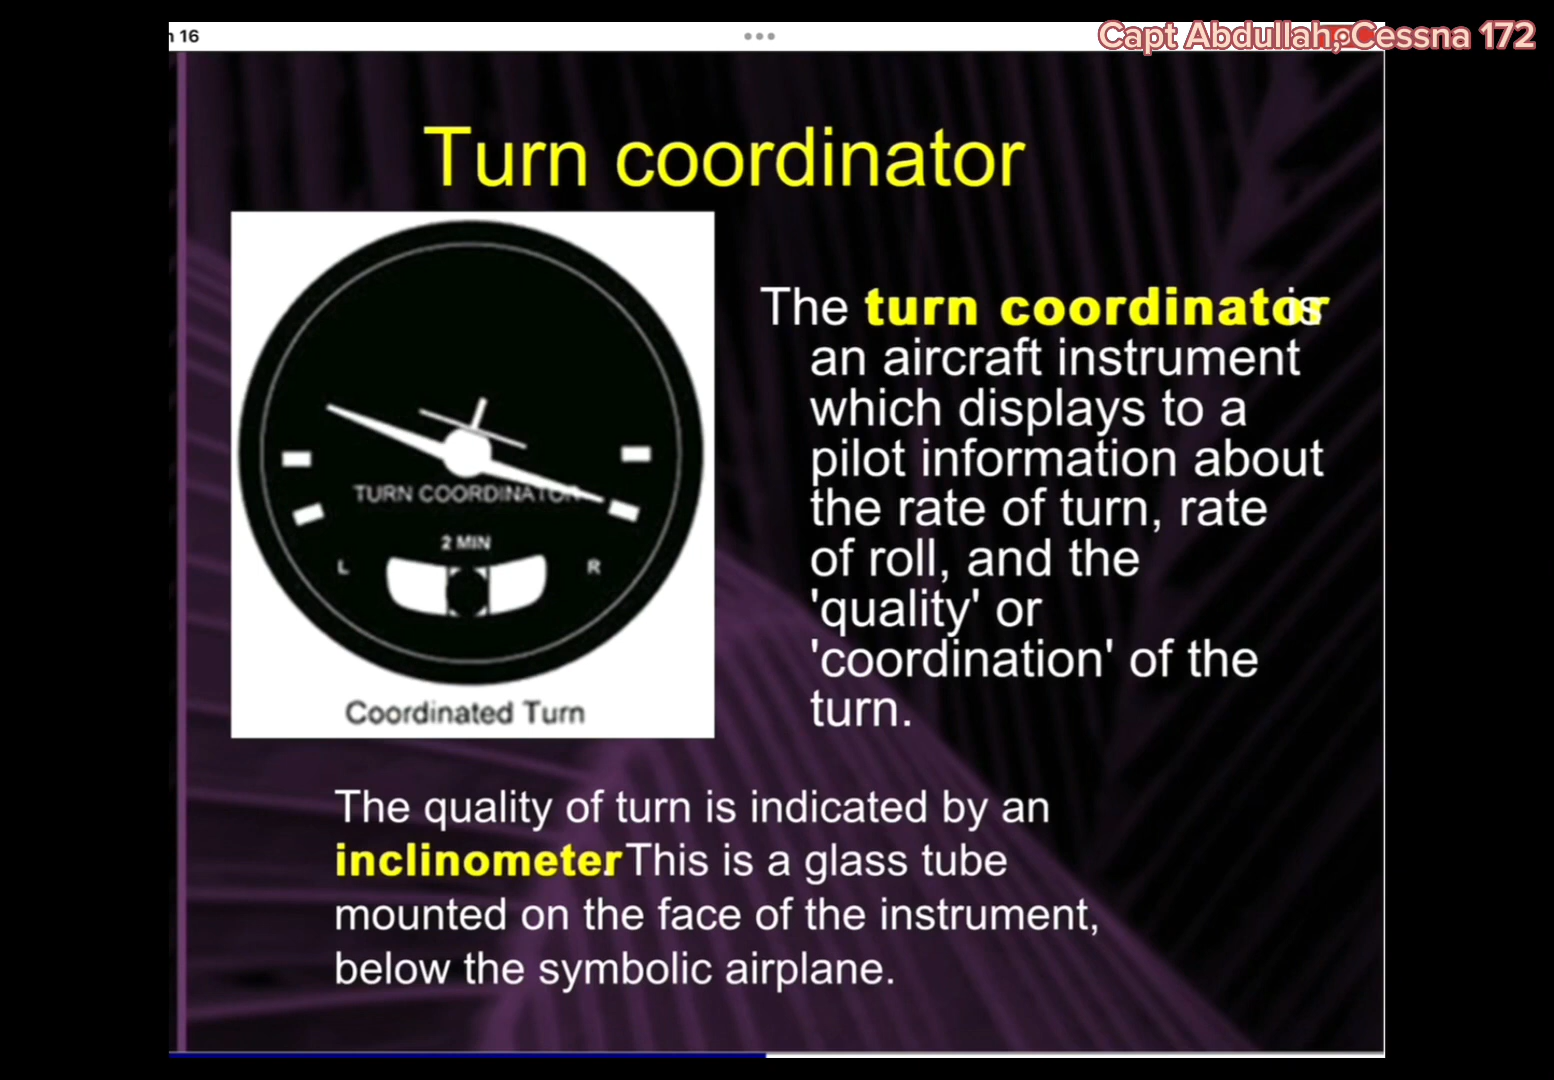 n 16
Capt Abdullah, Cessna 172
Turn coordinator
TURN COORDINATOR
2 MIN
L R
Coordinated Turn
The turn coordinator is
an aircraft instrument
which displays to a
pilot information about
the rate of turn, rate
of roll, and the
'quality' or
'coordination' of the
turn.
The quality of turn is indicated by an
inclinometer. This is a glass tube
mounted on the face of the instrument,
below the symbolic airplane.